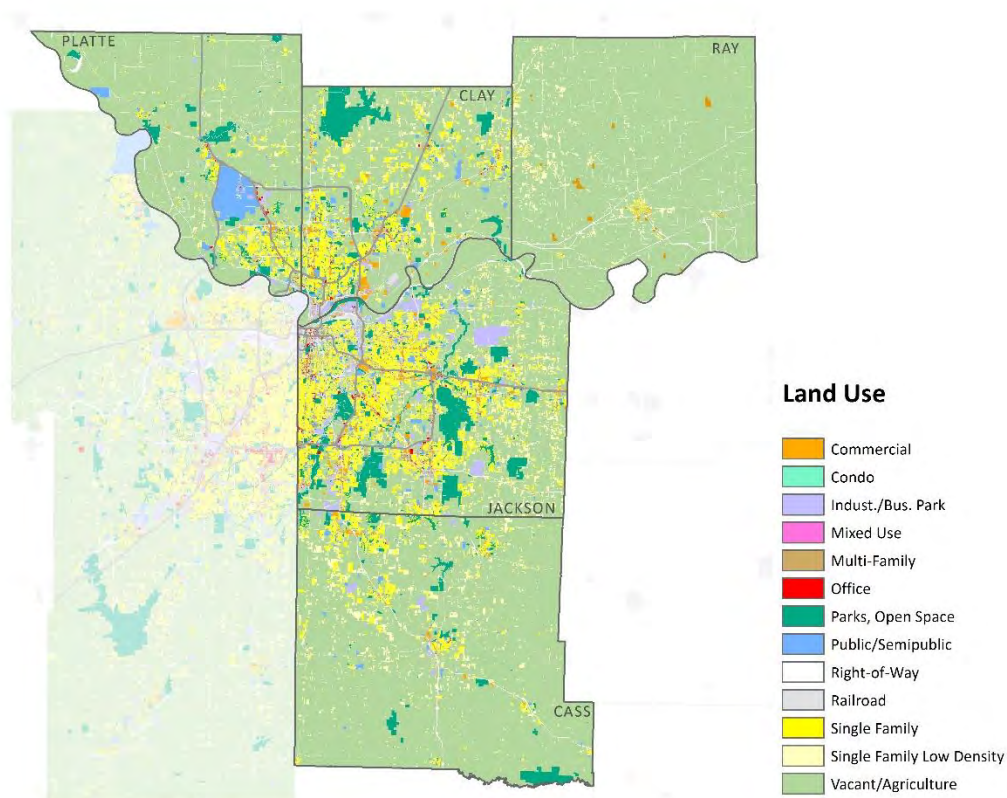 PLATTE
RAY
CLAY
JACKSON
CASS
Land Use
Commercial
Condo
Indust./Bus. Park
Mixed Use
Multi-Family
Office
Parks, Open Space
Public/Semipublic
Right-of-Way
Railroad
Single Family
Single Family Low Density
Vacant/Agriculture